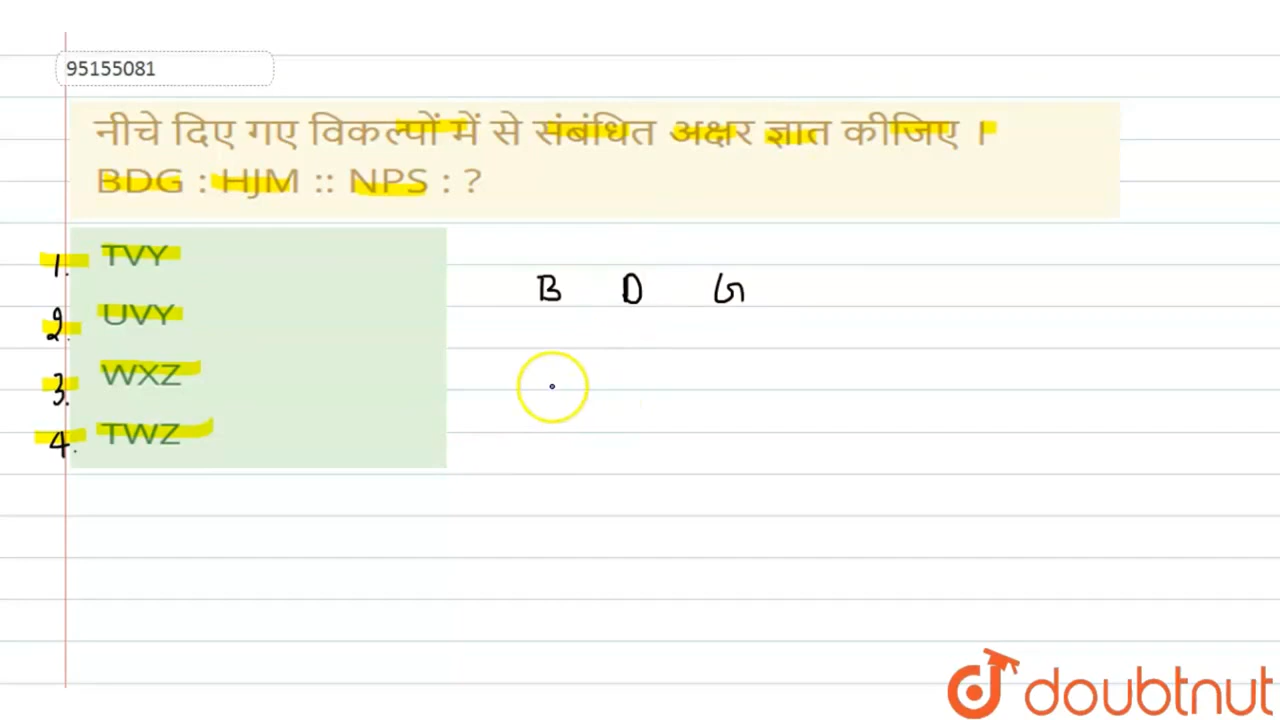 95155081
नीचे दिए गए विकल्पों में से संबंधित अक्षर ज्ञात कीजिए ।
BDG : HJM :: NPS : ?
1. TVY
2. UVY
3. WXZ
4. TWZ
B D G
doubtnut